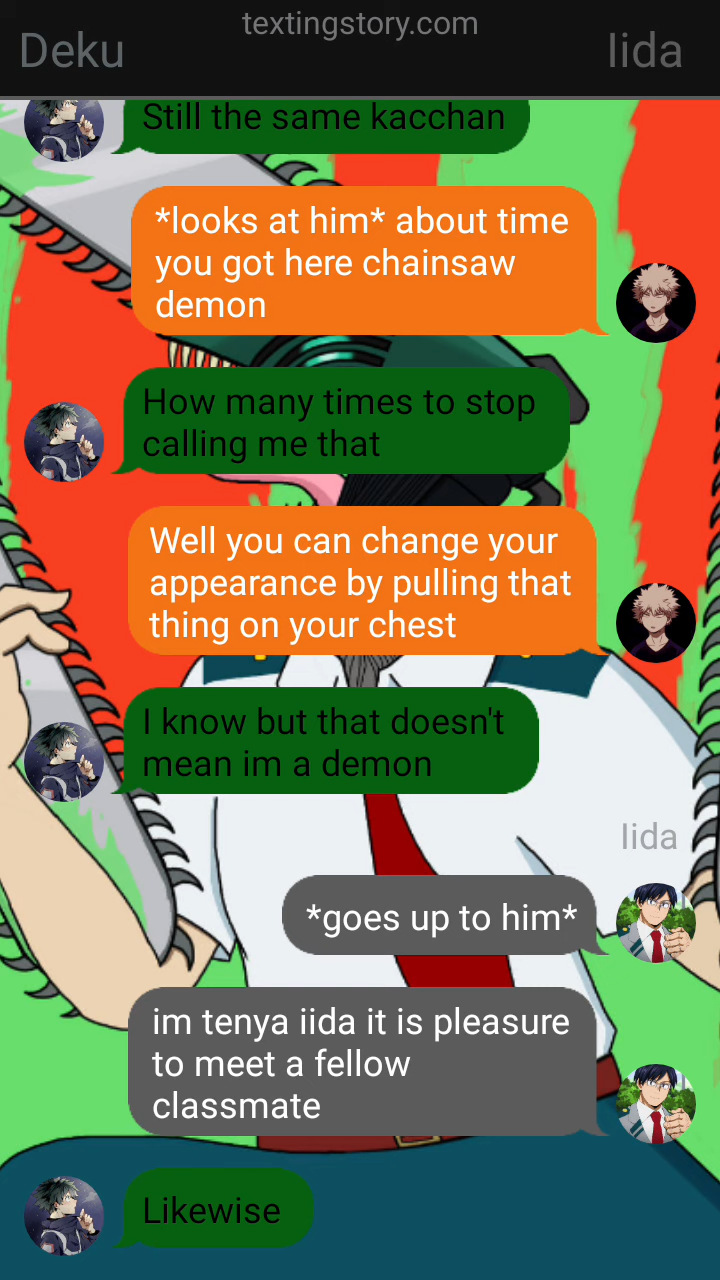 textingstory.com
Deku
Iida
Still the same kacchan
*looks at him* about time
you got here chainsaw
demon
How many times to stop
calling me that
Well you can change your
appearance by pulling that
thing on your chest
I know but that doesn't
mean im a demon
Iida
*goes up to him*
im tenya iida it is pleasure
to meet a fellow
classmate
Likewise